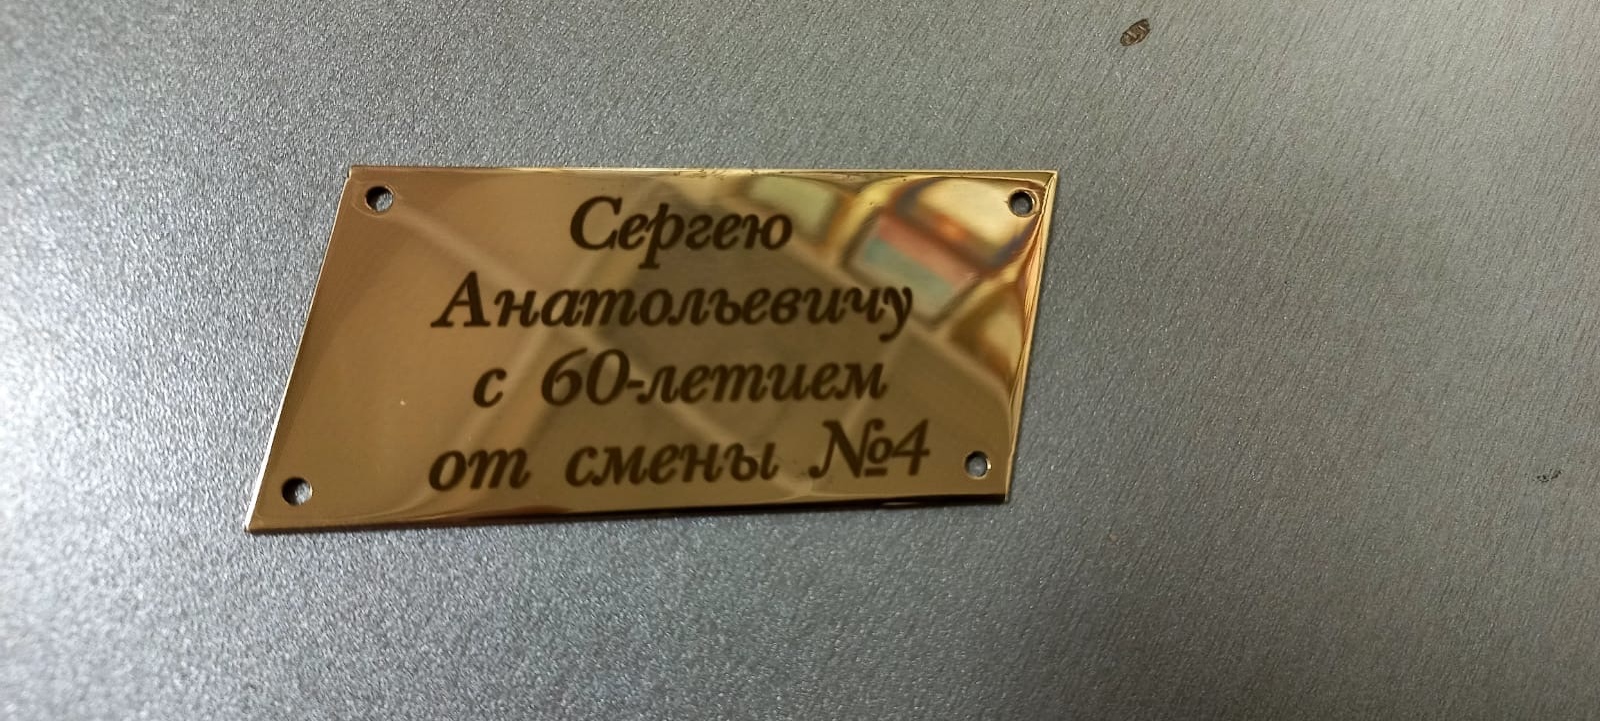 Сергею
Анатольевичу
с 60-летием
от смены №4